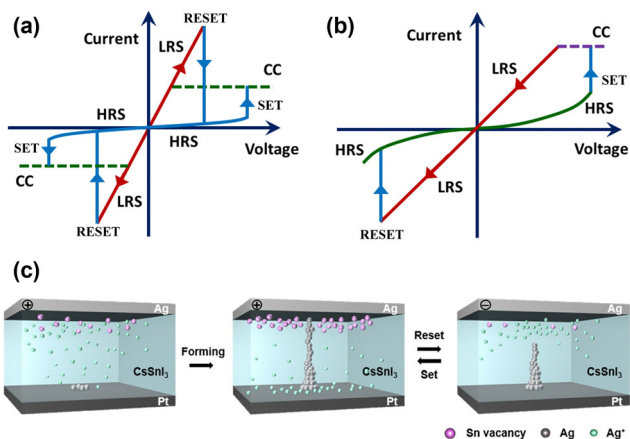 (a)
Current
RESET
LRS
CC
SET
HRS
SET
HRS
Voltage
CC
LRS
RESET
(b)
Current
CC
LRS
SET
HRS
HRS
Voltage
LRS
RESET
(c)
+
Ag
CsSnI₃
Pt
Forming
+
Ag
CsSnI₃
Pt
Reset
Set
−
Ag
CsSnI₃
Pt
Sn vacancy
Ag
Ag⁺